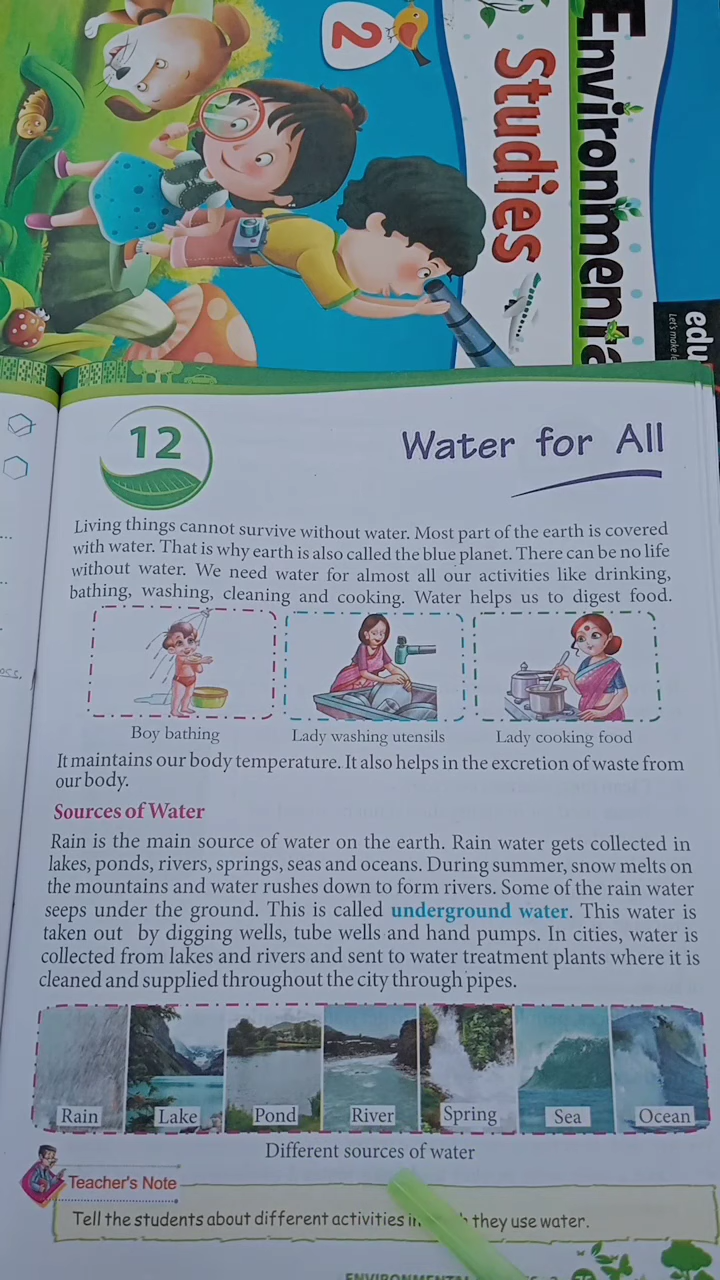 2
Environmental
Studies
edu
Let's make le
12
Water for All
Living things cannot survive without water. Most part of the earth is covered
with water. That is why earth is also called the blue planet. There can be no life
without water. We need water for almost all our activities like drinking,
bathing, washing, cleaning and cooking. Water helps us to digest food.
Boy bathing
Lady washing utensils
Lady cooking food
It maintains our body temperature. It also helps in the excretion of waste from
our body.
Sources of Water
Rain is the main source of water on the earth. Rain water gets collected in
lakes, ponds, rivers, springs, seas and oceans. During summer, snow melts on
the mountains and water rushes down to form rivers. Some of the rain water
seeps under the ground. This is called underground water. This water is
taken out by digging wells, tube wells and hand pumps. In cities, water is
collected from lakes and rivers and sent to water treatment plants where it is
cleaned and supplied throughout the city through pipes.
Rain
Lake
Pond
River
Spring
Sea
Ocean
Different sources of water
Teacher's Note
Tell the students about different activities in they use water.
ENVIRONMENTAL